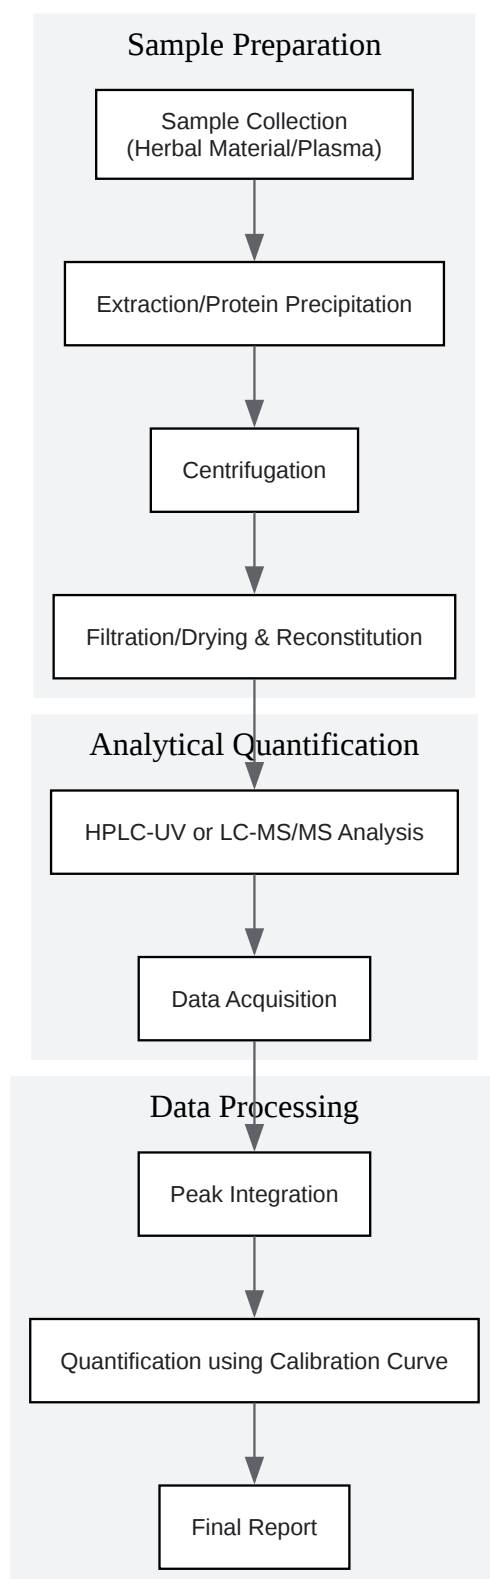 Sample Preparation
Sample Collection
(Herbal Material/Plasma)
Extraction/Protein Precipitation
Centrifugation
Filtration/Drying & Reconstitution
Analytical Quantification
HPLC-UV or LC-MS/MS Analysis
Data Acquisition
Data Processing
Peak Integration
Quantification using Calibration Curve
Final Report